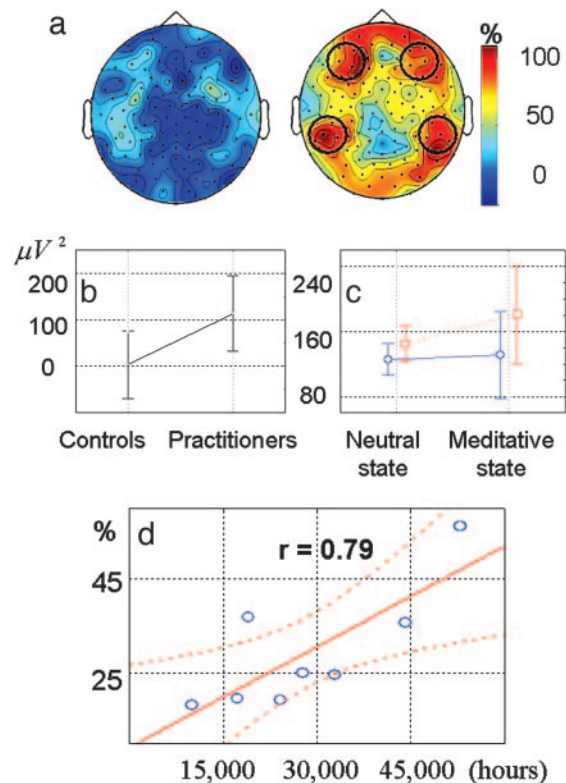 a
%
100
50
0
μV²
b
200
100
0
Controls Practitioners
c
240
160
80
Neutral state
Meditative state
d
%
r = 0.79
45
25
15,000 30,000 45,000 (hours)